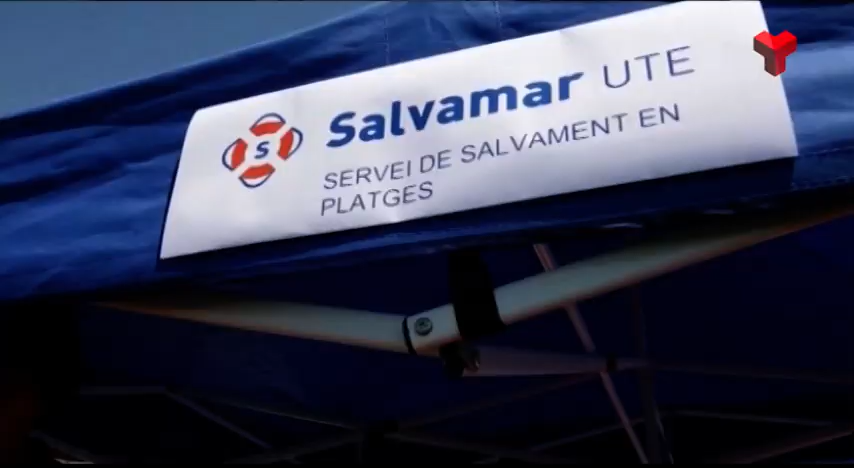 S
Salvamar UTE
SERVEI DE SALVAMENT EN
PLATGES